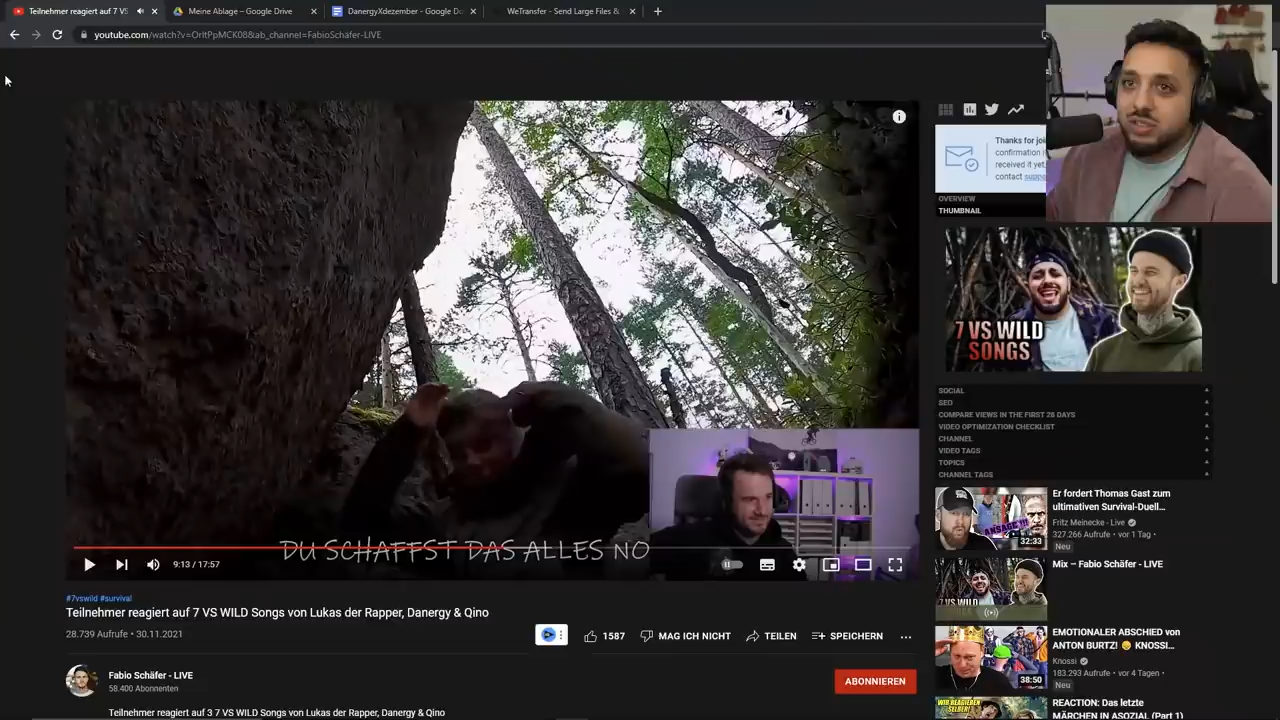 Teilnehmer reagiert auf 7 VS
Meine Ablage – Google Drive
DanergyXdezember - Google Do
WeTransfer - Send Large Files &
youtube.com/watch?v=OrItPpMCK08&ab_channel=FabioSchäfer-LIVE
Thanks for joi
confirmation
received it yet
contact suppo
OVERVIEW
THUMBNAIL
7 VS WILD
SONGS
SOCIAL
SEO
COMPARE VIEWS IN THE FIRST 28 DAYS
VIDEO OPTIMIZATION CHECKLIST
CHANNEL
VIDEO TAGS
TOPICS
CHANNEL TAGS
DU SCHAFFST DAS ALLES NO
9:13 / 17:57
#7vswild #survival
Teilnehmer reagiert auf 7 VS WILD Songs von Lukas der Rapper, Danergy & Qino
28.739 Aufrufe • 30.11.2021
1587
MAG ICH NICHT
TEILEN
SPEICHERN
Fabio Schäfer - LIVE
58.400 Abonnenten
ABONNIEREN
Teilnehmer reagiert auf 3 7 VS WILD Songs von Lukas der Rapper, Danergy & Qino
ANSAGE !!!
32:33
Er fordert Thomas Gast zum
ultimativen Survival-Duell...
Fritz Meinecke - Live
327.266 Aufrufe • vor 1 Tag •
Neu
7 VS WILD
Mix – Fabio Schäfer - LIVE
38:50
EMOTIONALER ABSCHIED von
ANTON BURTZ! KNOSSI...
Knossi
183.293 Aufrufe • vor 4 Tagen •
Neu
WIR REAGIEREN
SELBER!
REACTION: Das letzte
MÄRCHEN IN ASOZIAL (Part 1)